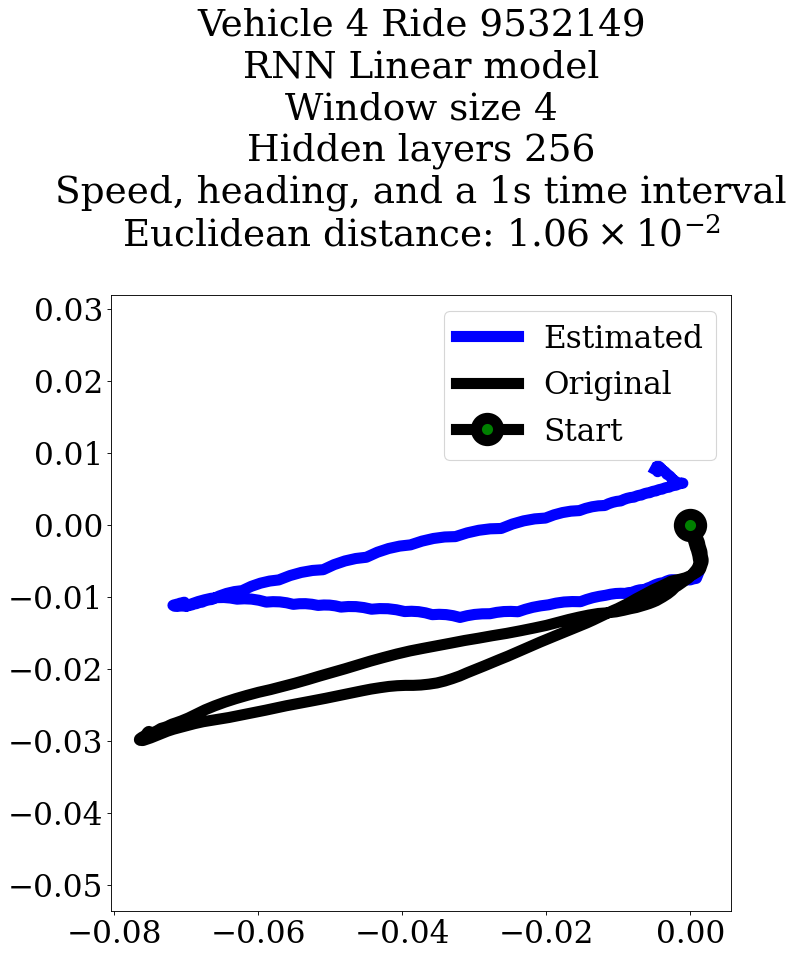 Vehicle 4 Ride 9532149
RNN Linear model
Window size 4
Hidden layers 256
Speed, heading, and a 1s time interval
Euclidean distance: 1.06 × 10⁻²
Estimated
Original
Start
0.03
0.02
0.01
0.00
−0.01
−0.02
−0.03
−0.04
−0.05
−0.08 −0.06 −0.04 −0.02 0.00